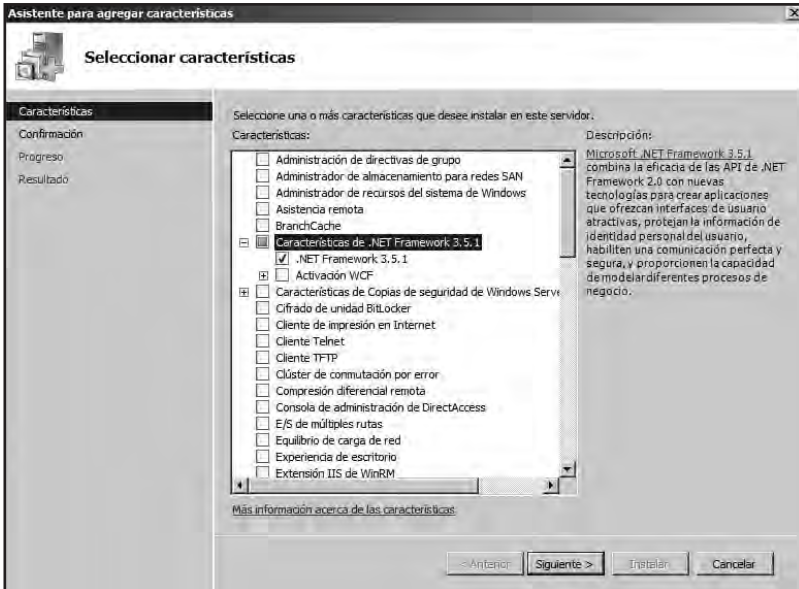 Asistente para agregar características
Seleccionar características
Características
Confirmación
Progreso
Resultado
Seleccione una o más características que desee instalar en este servidor.
Características:
Administración de directivas de grupo
Administrador de almacenamiento para redes SAN
Administrador de recursos del sistema de Windows
Asistencia remota
BranchCache
Características de .NET Framework 3.5.1
.NET Framework 3.5.1
Activación WCF
Características de Copias de seguridad de Windows Serve
Cifrado de unidad BitLocker
Cliente de impresión en Internet
Cliente Telnet
Cliente TFTP
Clúster de conmutación por error
Compresión diferencial remota
Consola de administración de DirectAccess
E/S de múltiples rutas
Equilibrio de carga de red
Experiencia de escritorio
Extensión IIS de WinRM
Más información acerca de las características
Descripción:
Microsoft .NET Framework 3.5.1
combina la eficacia de las API de .NET
Framework 2.0 con nuevas
tecnologías para crear aplicaciones
que ofrezcan interfaces de usuario
atractivas, protejan la información de
identidad personal del usuario,
habiliten una comunicación perfecta y
segura, y proporcionen la capacidad
de modelar diferentes procesos de
negocio.
< Anterior
Siguiente >
Instalar
Cancelar